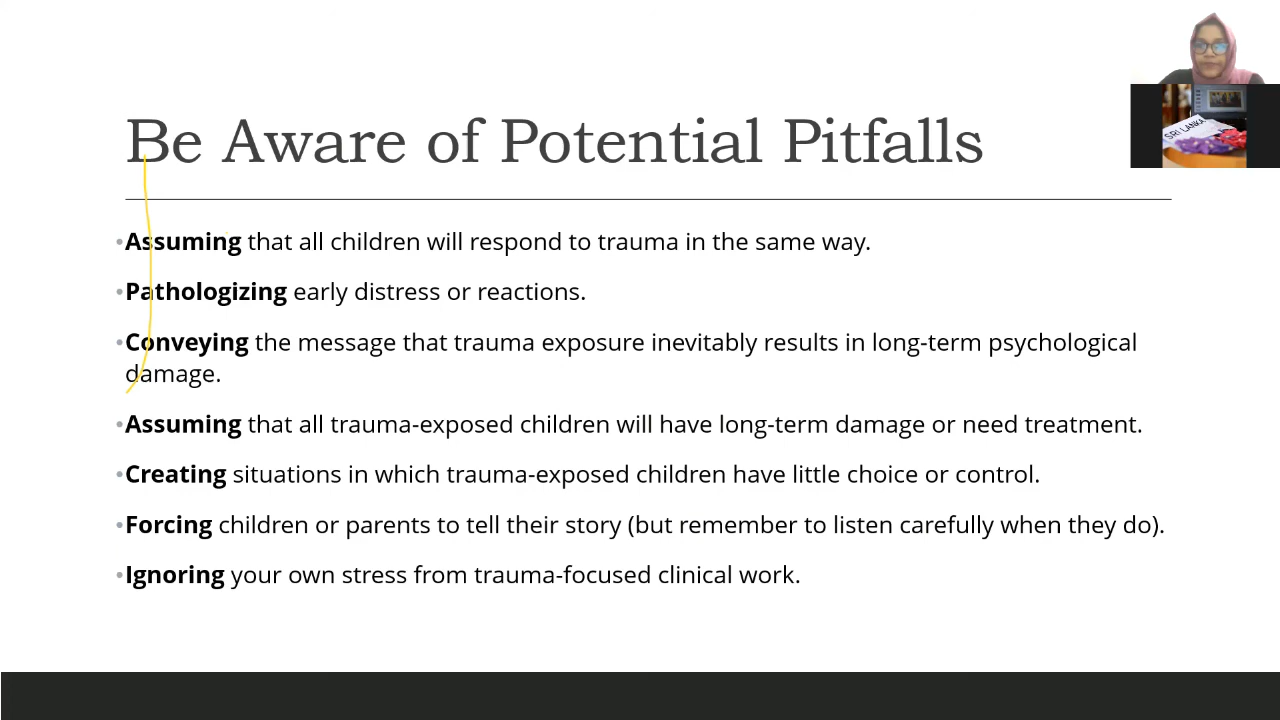 SRI LANKA
Be Aware of Potential Pitfalls
•Assuming that all children will respond to trauma in the same way.
•Pathologizing early distress or reactions.
•Conveying the message that trauma exposure inevitably results in long-term psychological
damage.
•Assuming that all trauma-exposed children will have long-term damage or need treatment.
•Creating situations in which trauma-exposed children have little choice or control.
•Forcing children or parents to tell their story (but remember to listen carefully when they do).
•Ignoring your own stress from trauma-focused clinical work.